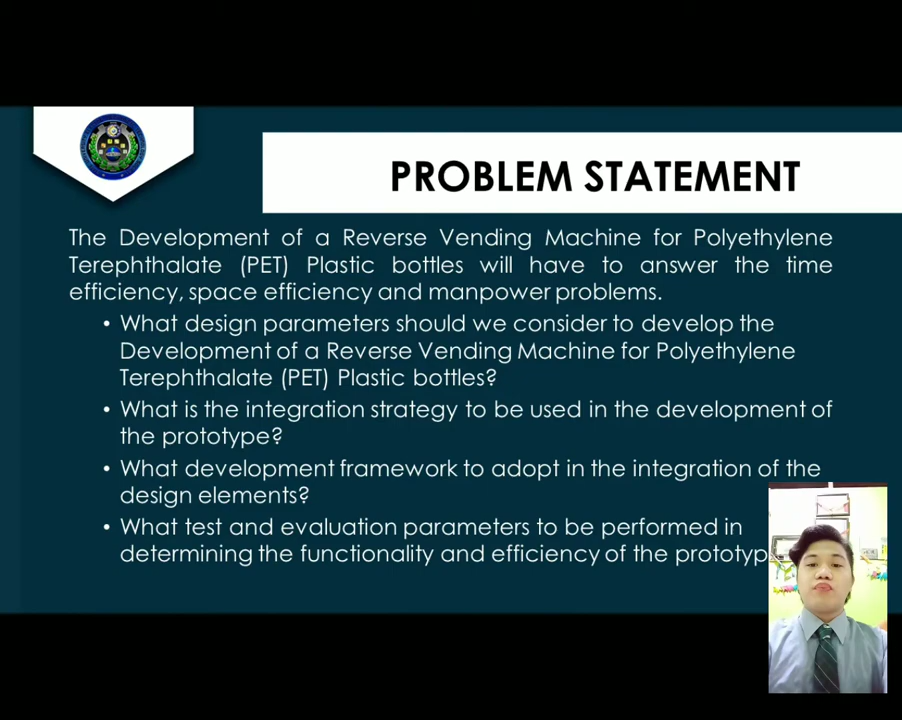 PROBLEM STATEMENT
The Development of a Reverse Vending Machine for Polyethylene
Terephthalate (PET) Plastic bottles will have to answer the time
efficiency, space efficiency and manpower problems.
• What design parameters should we consider to develop the
Development of a Reverse Vending Machine for Polyethylene
Terephthalate (PET) Plastic bottles?
• What is the integration strategy to be used in the development of
the prototype?
• What development framework to adopt in the integration of the
design elements?
• What test and evaluation parameters to be performed in
determining the functionality and efficiency of the prototyp